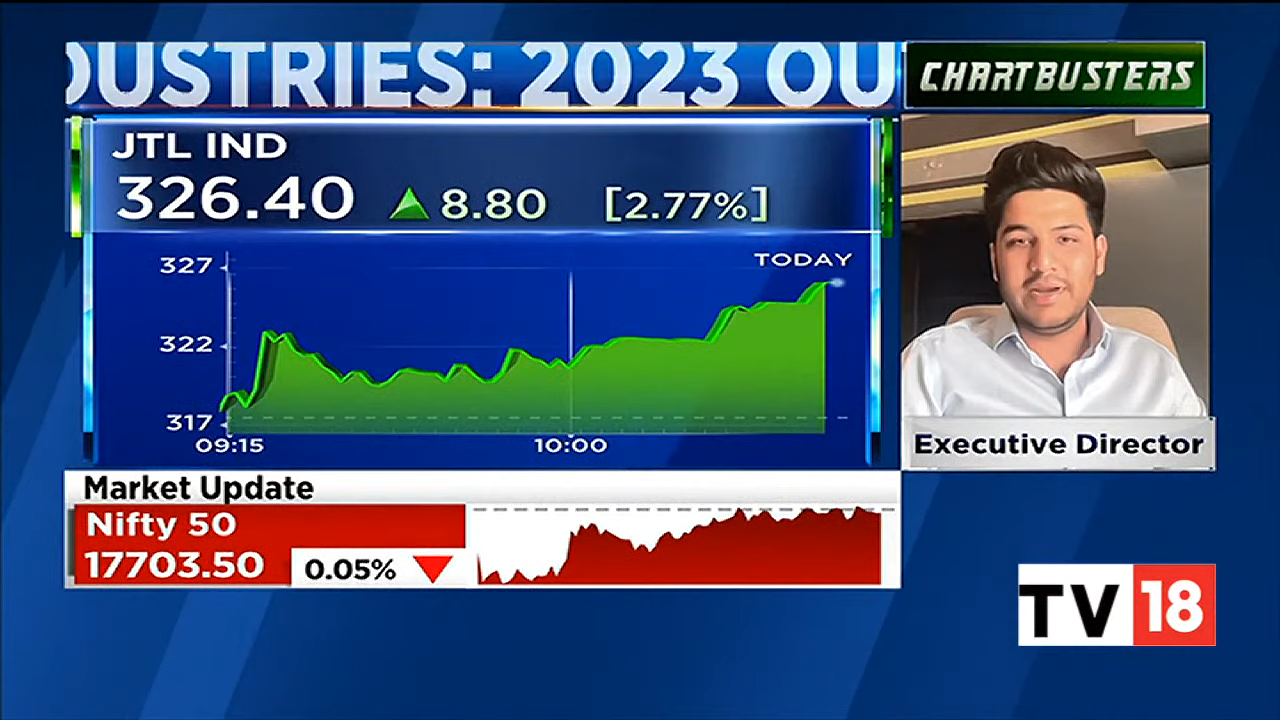 DUSTRIES: 2023 OU
CHARTBUSTERS
JTL IND
326.40 ▲ 8.80 [2.77%]
TODAY
327
322
317
09:15 10:00
Executive Director
Market Update
Nifty 50
17703.50 0.05% ▼
TV18